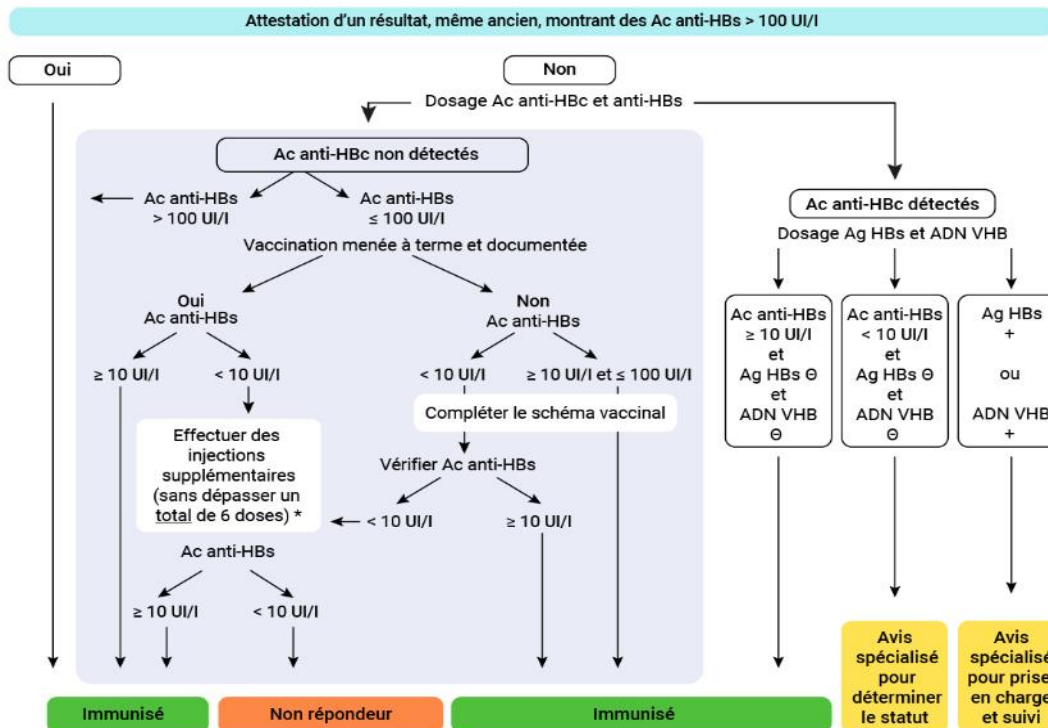 Attestation d'un résultat, même ancien, montrant des Ac anti-HBs > 100 UI/l
Oui
Non
Dosage Ac anti-HBc et anti-HBs
Ac anti-HBc non détectés
Ac anti-HBs
> 100 UI/l
Ac anti-HBs
≤ 100 UI/l
Vaccination menée à terme et documentée
Oui
Ac anti-HBs
≥ 10 UI/l
< 10 UI/l
Effectuer des
injections
supplémentaires
(sans dépasser un
total de 6 doses) *
Ac anti-HBs
≥ 10 UI/l
< 10 UI/l
Non
Ac anti-HBs
< 10 UI/l
≥ 10 UI/l et ≤ 100 UI/l
Compléter le schéma vaccinal
Vérifier Ac anti-HBs
< 10 UI/l
≥ 10 UI/l
Ac anti-HBc détectés
Dosage Ag HBs et ADN VHB
Ac anti-HBs
≥ 10 UI/l
et
Ag HBs Θ
et
ADN VHB
Θ
Ac anti-HBs
< 10 UI/l
et
Ag HBs Θ
et
ADN VHB
Θ
Ag HBs
+
ou
ADN VHB
+
Immunisé
Non répondeur
Immunisé
Avis
spécialisé
pour
déterminer
le statut
Avis
spécialisé
pour prise
en charge
et suivi